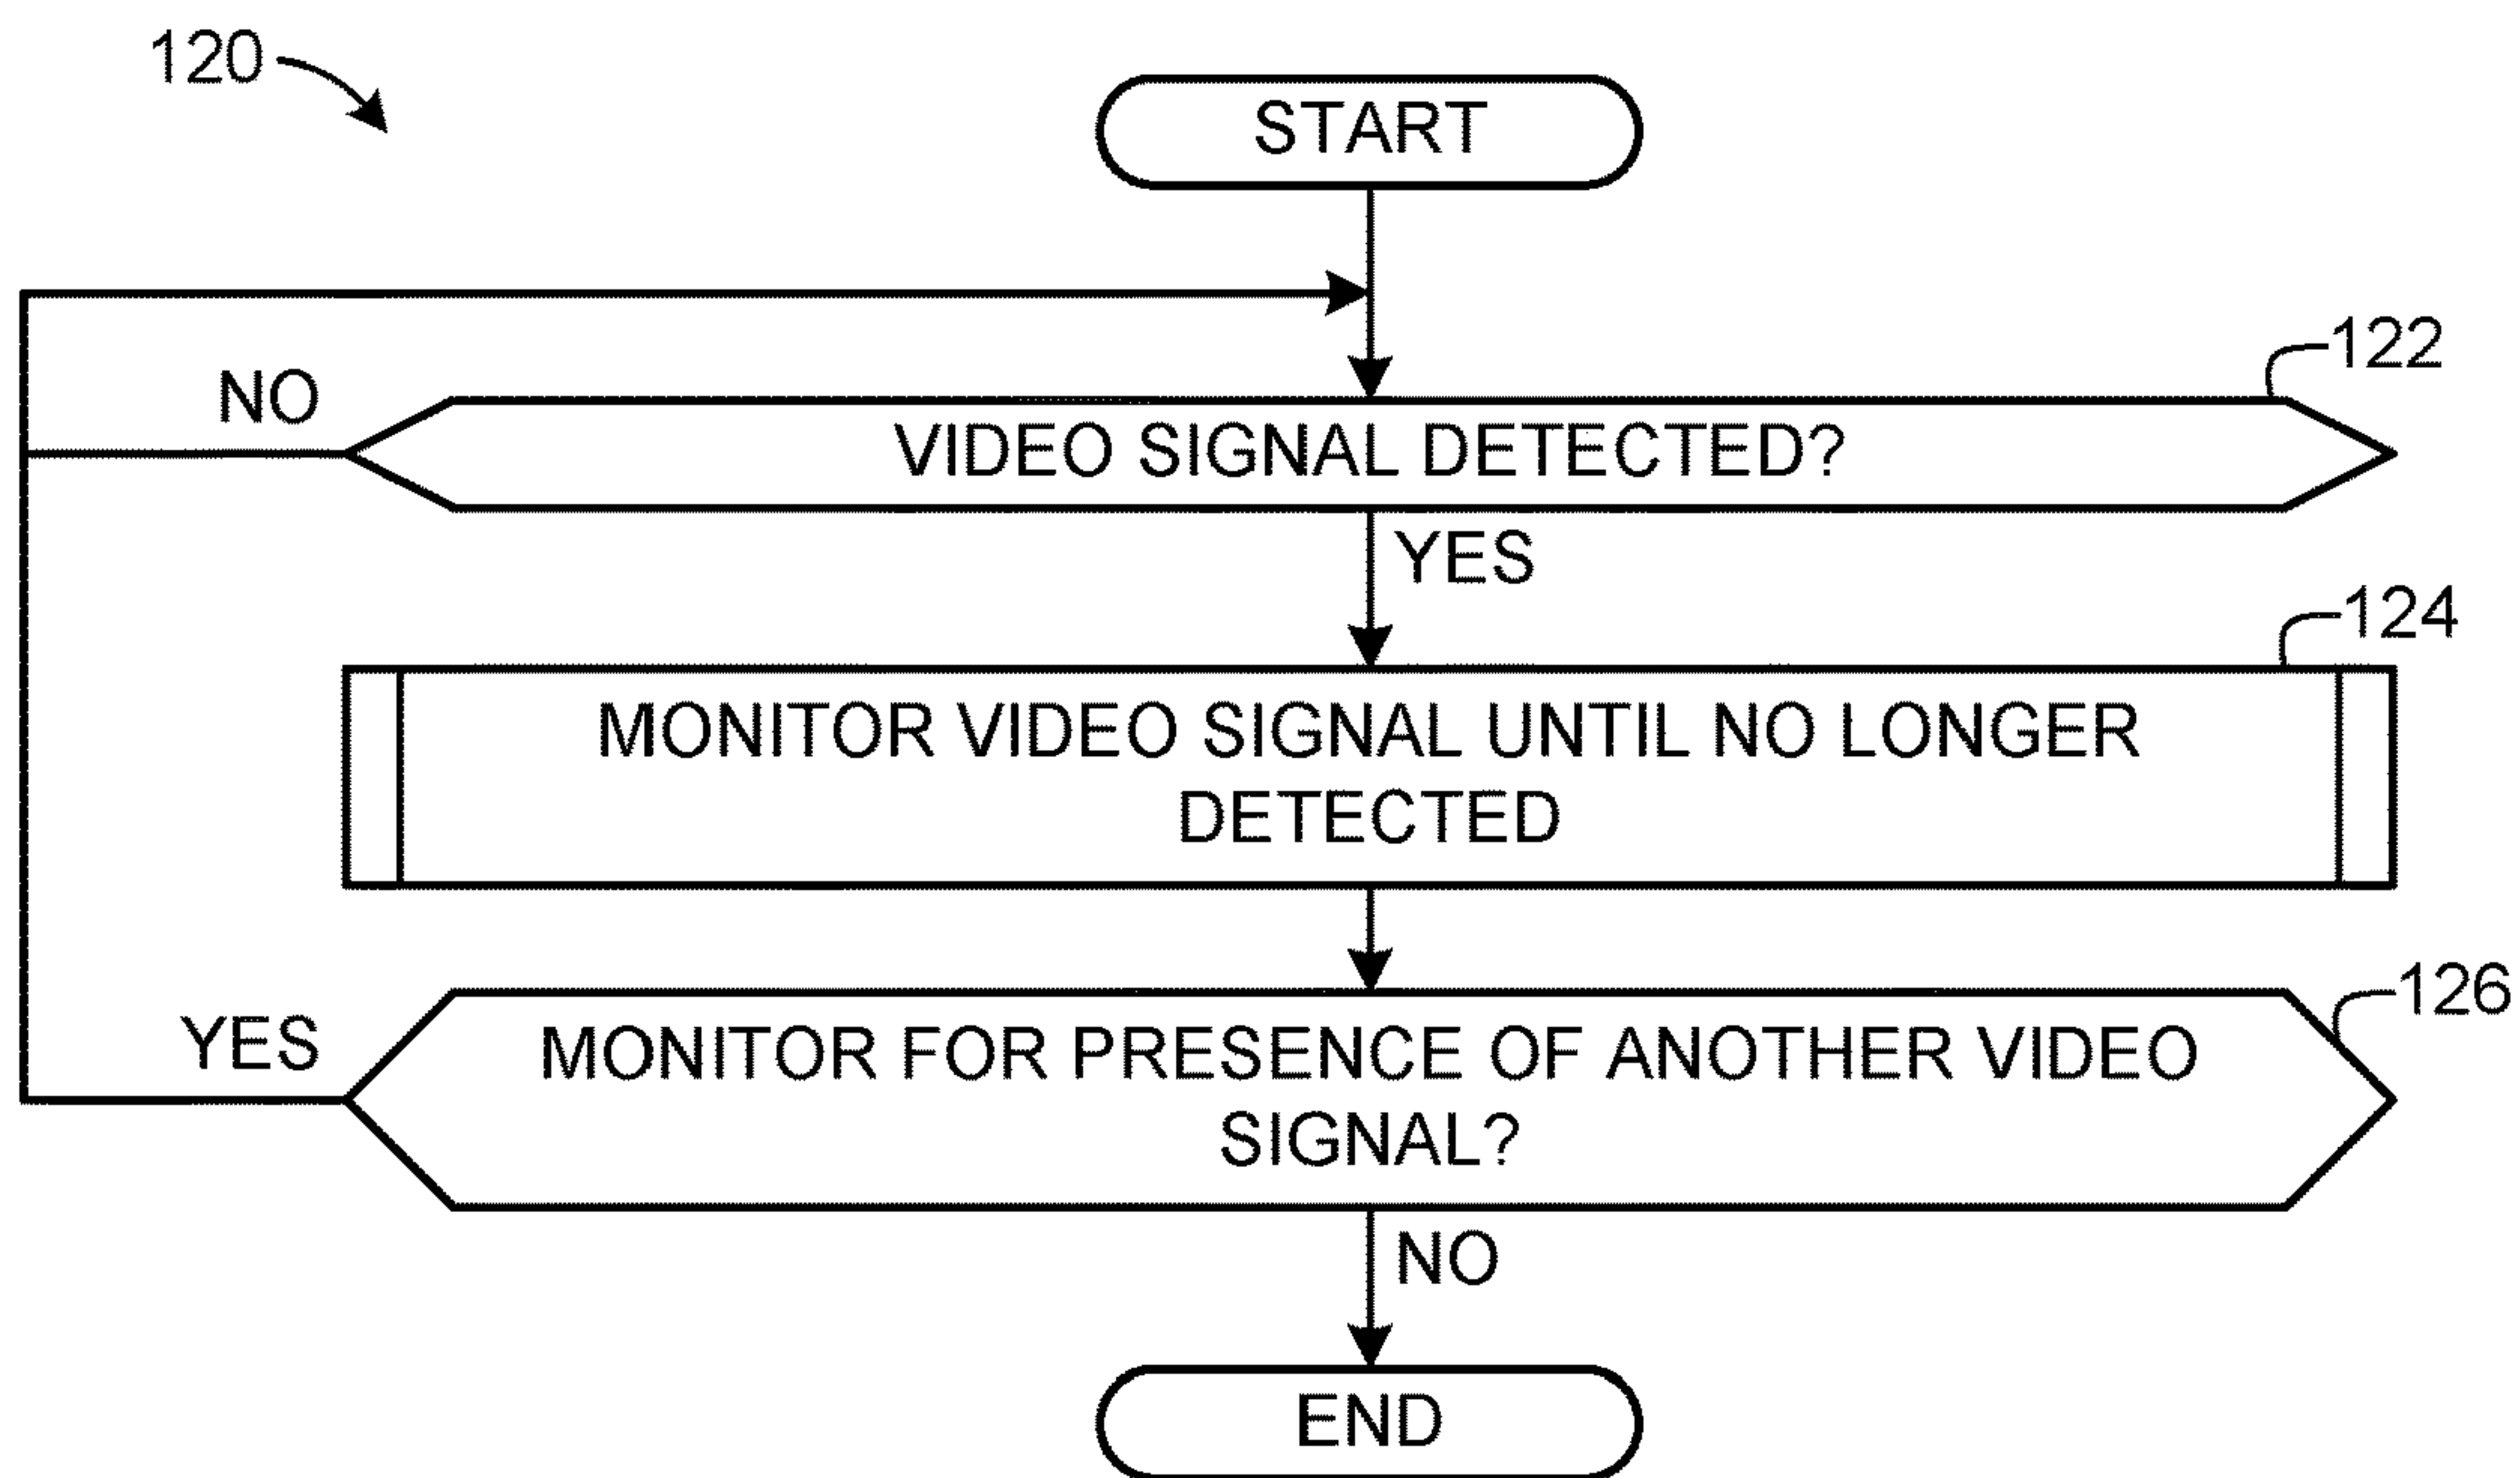 120
START
122
NO
VIDEO SIGNAL DETECTED?
YES
124
MONITOR VIDEO SIGNAL UNTIL NO LONGER
DETECTED
126
YES
MONITOR FOR PRESENCE OF ANOTHER VIDEO
SIGNAL?
NO
END